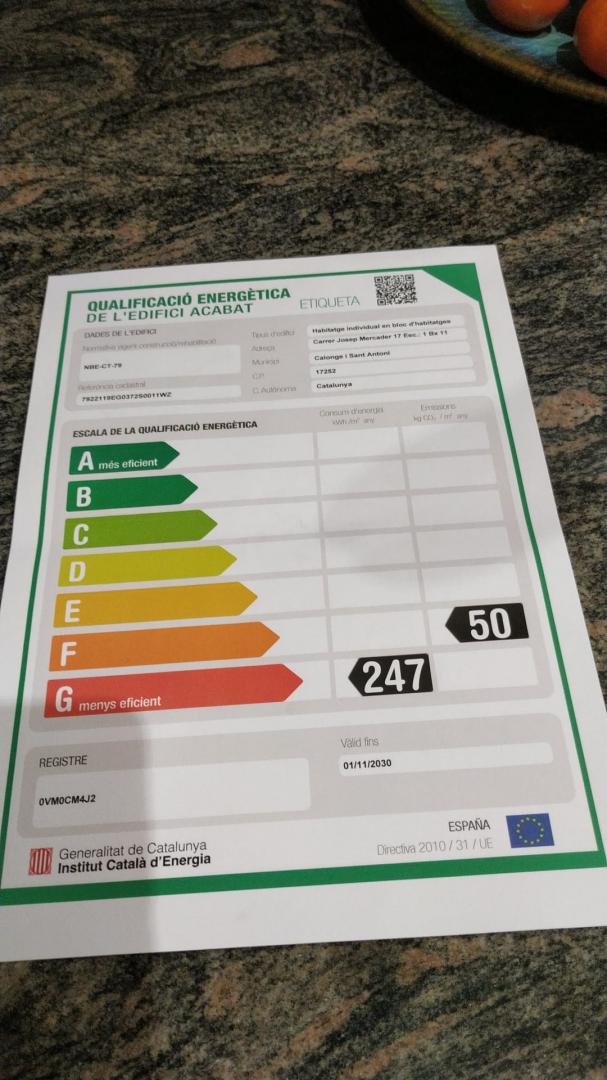 QUALIFICACIÓ ENERGÈTICA
DE L'EDIFICI ACABAT
ETIQUETA
DADES DE L'EDIFICI
Normativa vigent construcció/rehabilitació
NBE-CT-79
Referència cadastral
7922119EG0372S0011WZ
Tipus d'edifici
Habitatge individual en bloc d'habitatges
Adreça
Carrer Josep Mercader 17 Esc.: 1 Bx 11
Municipi
Calonge i Sant Antoni
C.P.
17252
C. Autònoma
Catalunya
ESCALA DE LA QUALIFICACIÓ ENERGÈTICA
Consum d'energia
kWh /m² any
Emissions
kg CO₂ / m² any
A més eficient
B
C
D
E
F
50
G menys eficient
247
REGISTRE
0VM0CM4J2
Vàlid fins
01/11/2030
Generalitat de Catalunya
Institut Català d'Energia
ESPAÑA
Directiva 2010 / 31 / UE